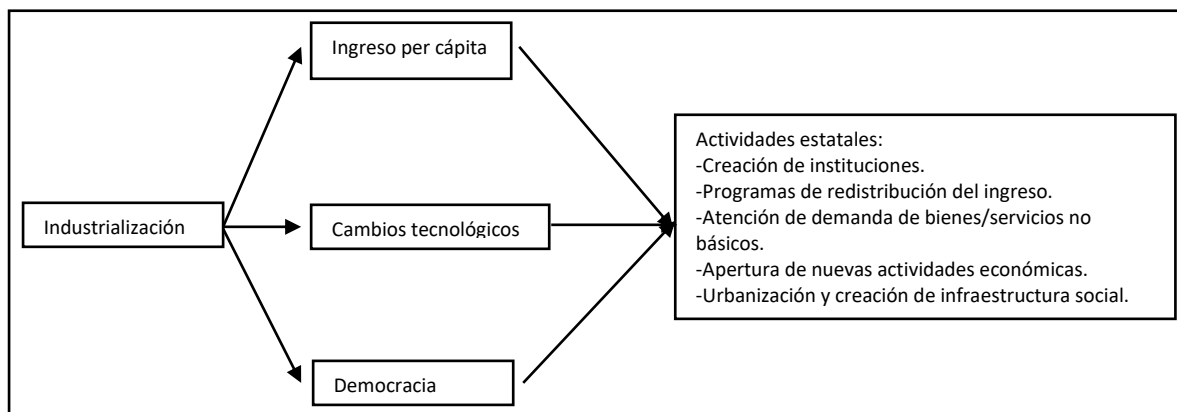 Ingreso per cápita
Industrialización
Cambios tecnológicos
Democracia
Actividades estatales:
-Creación de instituciones.
-Programas de redistribución del ingreso.
-Atención de demanda de bienes/servicios no
básicos.
-Apertura de nuevas actividades económicas.
-Urbanización y creación de infraestructura social.